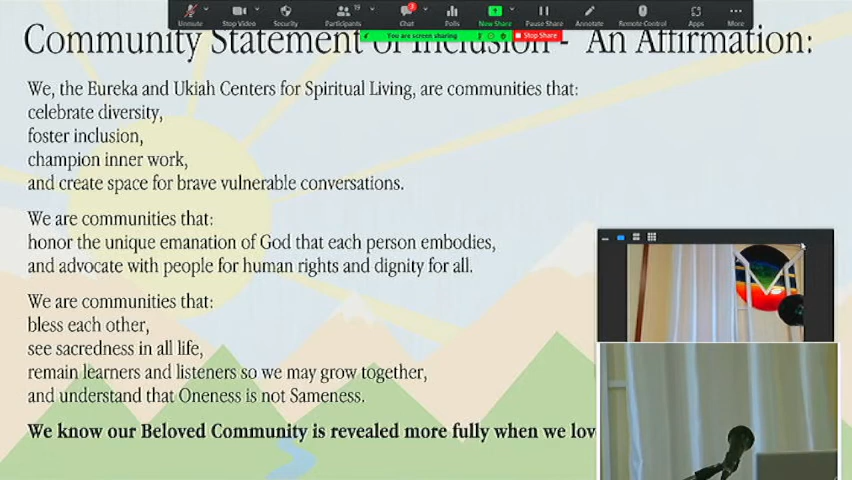 Unmute
Stop Video
Security
Participants
19
Chat
3
Polls
New Share
Pause Share
Annotate
Remote Control
Apps
More
You are screen sharing
Stop Share
Community Statement of Inclusion - An Affirmation:
We, the Eureka and Ukiah Centers for Spiritual Living, are communities that:
celebrate diversity,
foster inclusion,
champion inner work,
and create space for brave vulnerable conversations.
We are communities that:
honor the unique emanation of God that each person embodies,
and advocate with people for human rights and dignity for all.
We are communities that:
bless each other,
see sacredness in all life,
remain learners and listeners so we may grow together,
and understand that Oneness is not Sameness.
We know our Beloved Community is revealed more fully when we lov